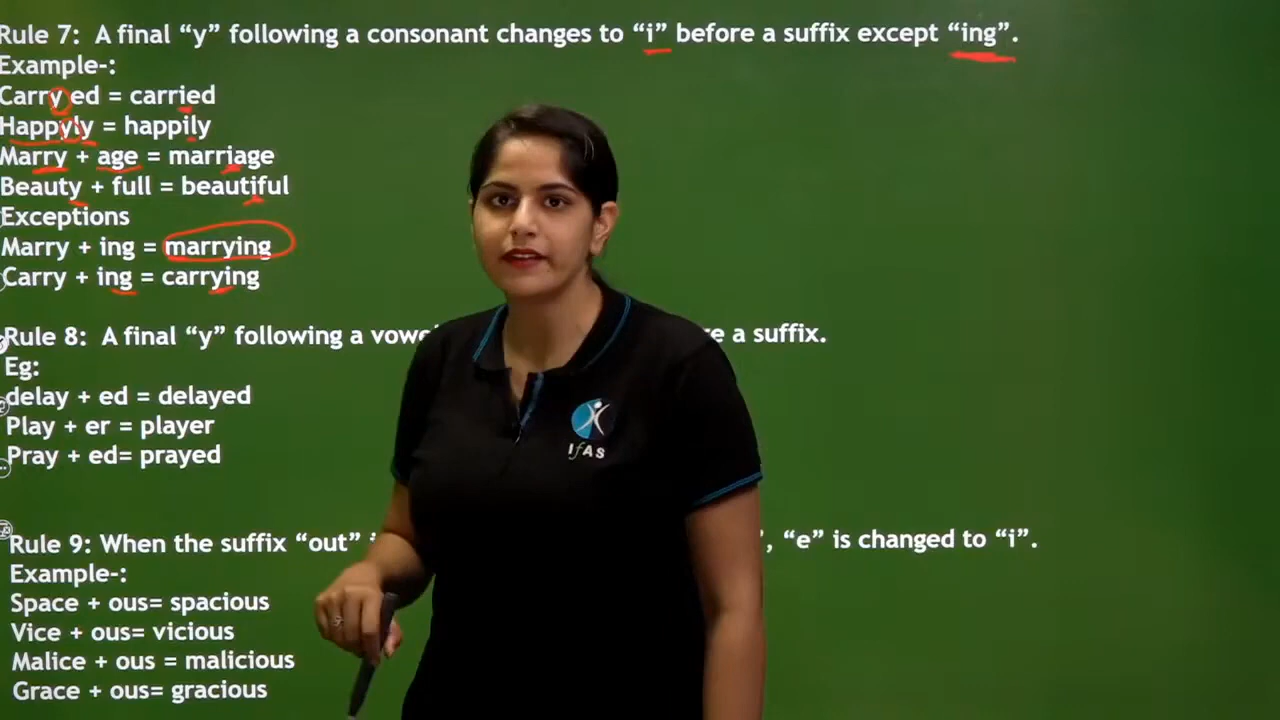 Rule 7: A final “y” following a consonant changes to “i” before a suffix except “ing”.
Example-:
Carry ed = carried
Happyly = happily
Marry + age = marriage
Beauty + full = beautiful
Exceptions
Marry + ing = marrying
Carry + ing = carrying
Rule 8: A final “y” following a a suffix.
Eg:
delay + ed = delayed
Play + er = player
Pray + ed= prayed
IfAS
Rule 9: When the suffix “out” , “e” is changed to “i”.
Example-:
Space + ous= spacious
Vice + ous= vicious
Malice + ous = malicious
Grace + ous= gracious